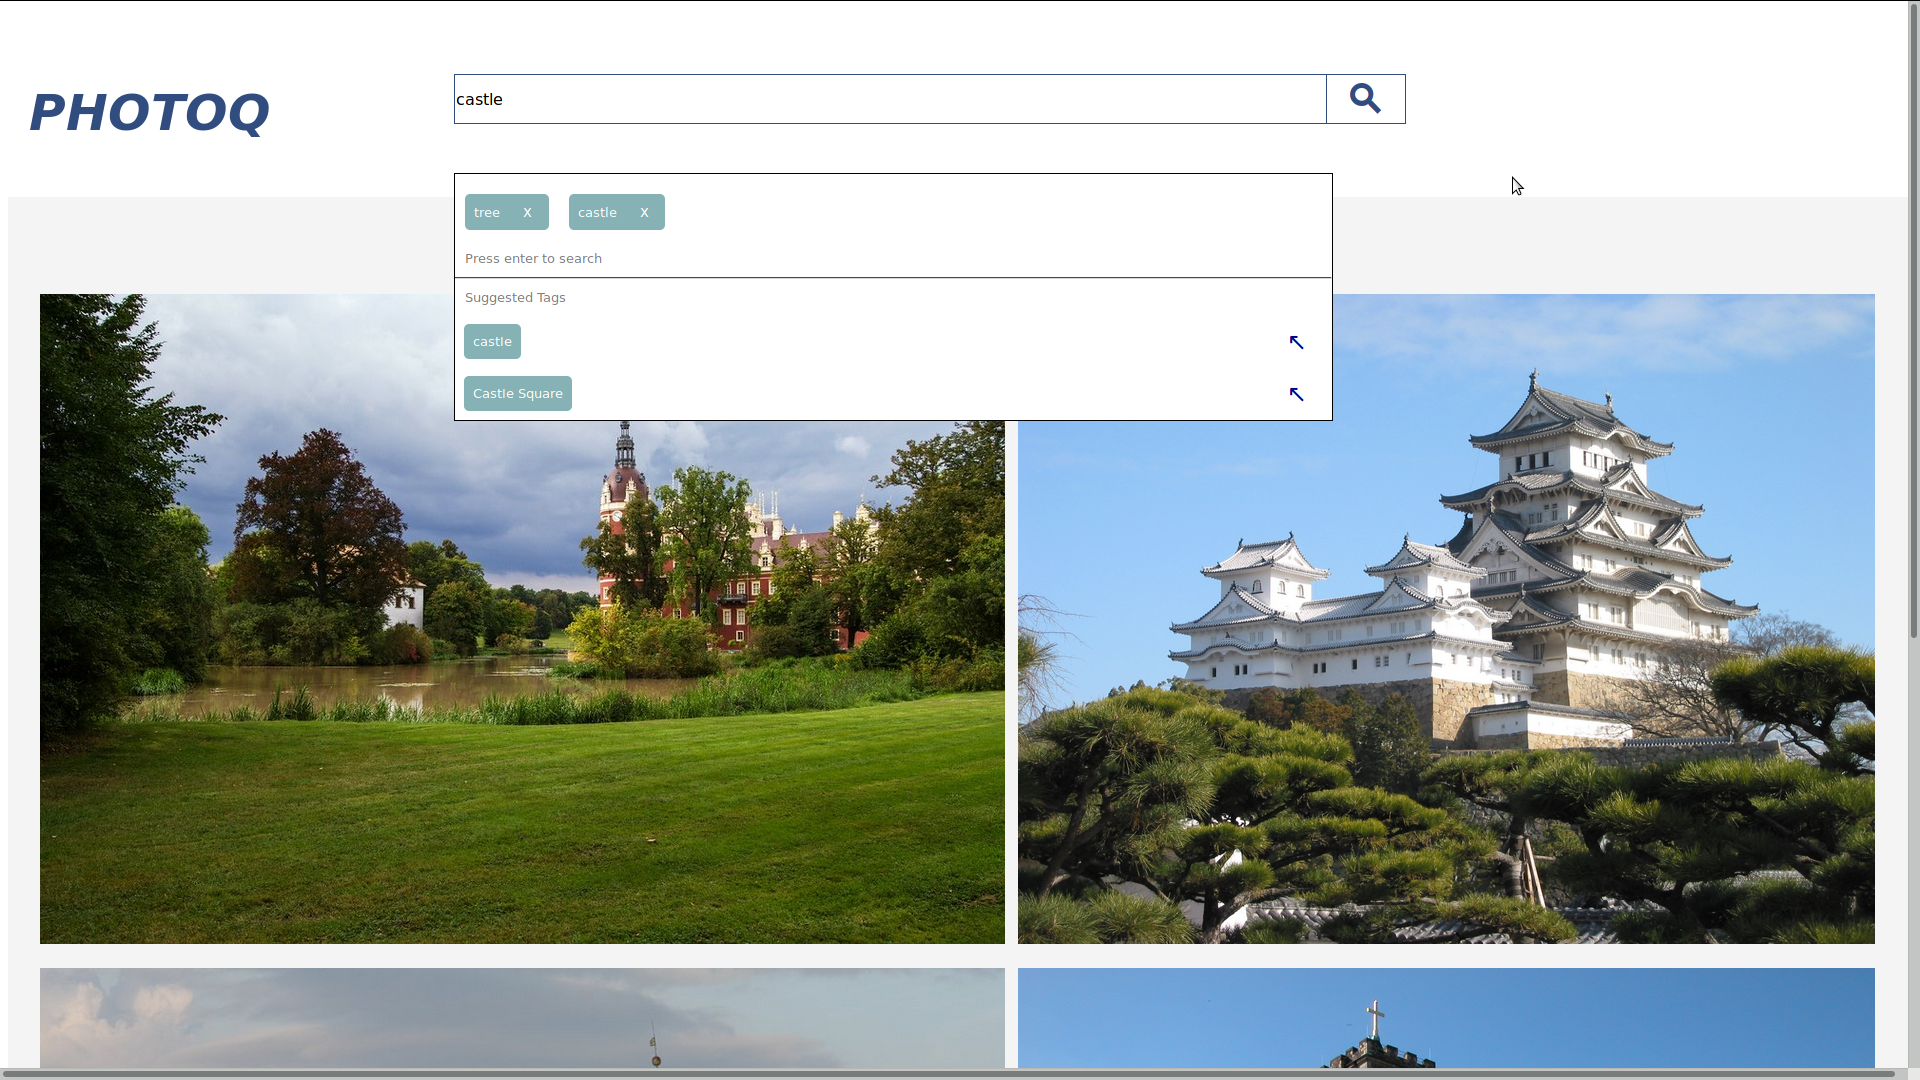 PHOTOQ
castle
tree X castle X
Press enter to search
Suggested Tags
castle
Castle Square